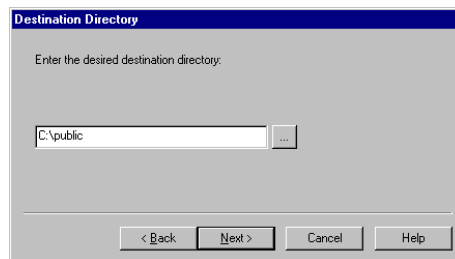 Destination Directory
Enter the desired destination directory:
C:\public
...
< Back Next > Cancel Help